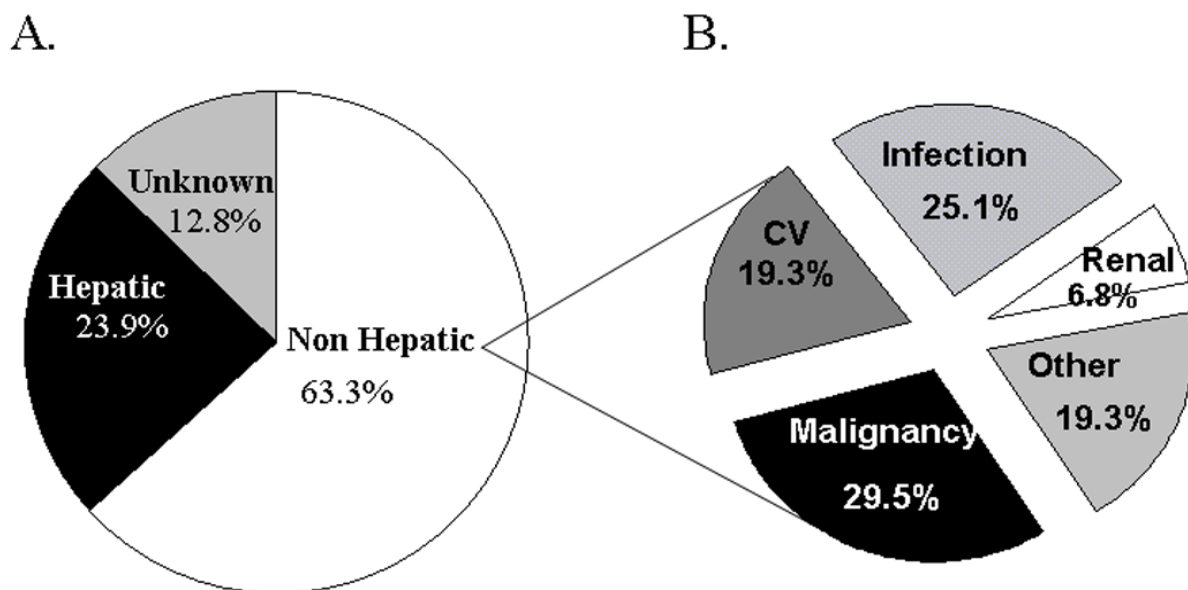 A.
Unknown
12.8%
Hepatic
23.9%
Non Hepatic
63.3%
B.
Infection
25.1%
CV
19.3%
Renal
6.8%
Other
19.3%
Malignancy
29.5%